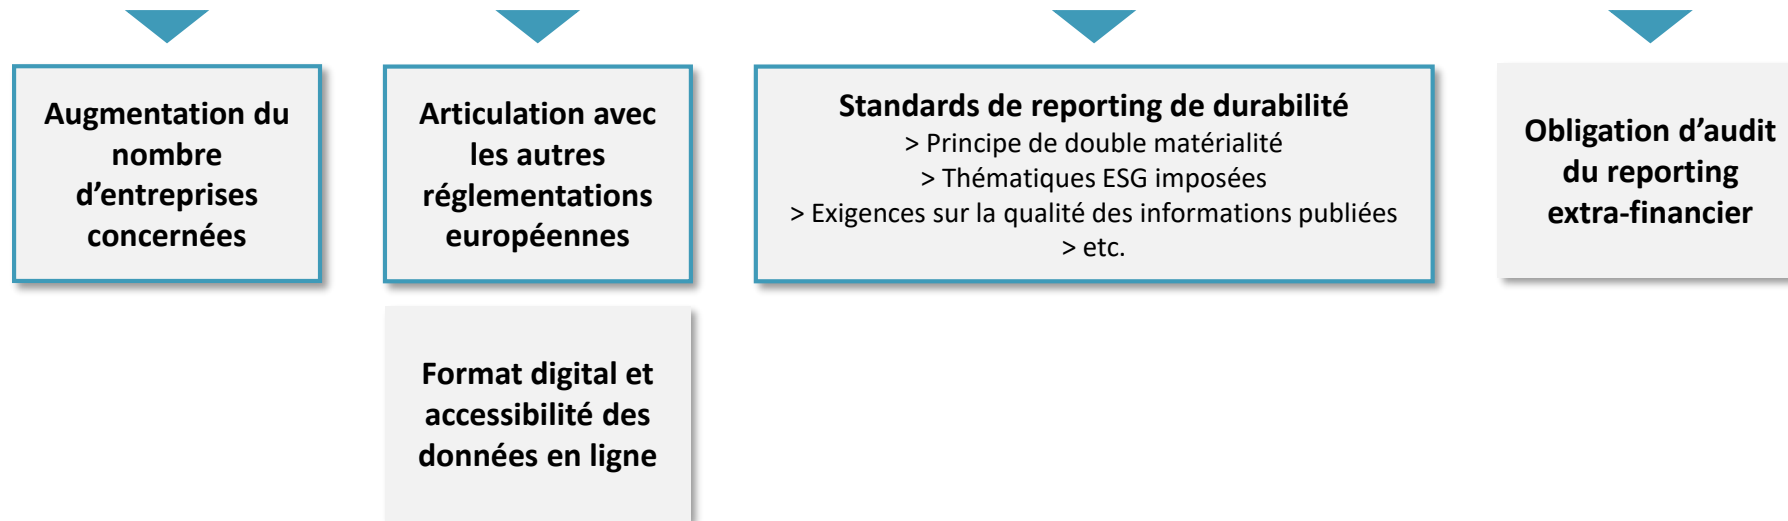 Augmentation du
nombre
d’entreprises
concernées
Articulation avec
les autres
réglementations
européennes
Standards de reporting de durabilité
> Principe de double matérialité
> Thématiques ESG imposées
> Exigences sur la qualité des informations publiées
> etc.
Obligation d’audit
du reporting
extra-financier
Format digital et
accessibilité des
données en ligne